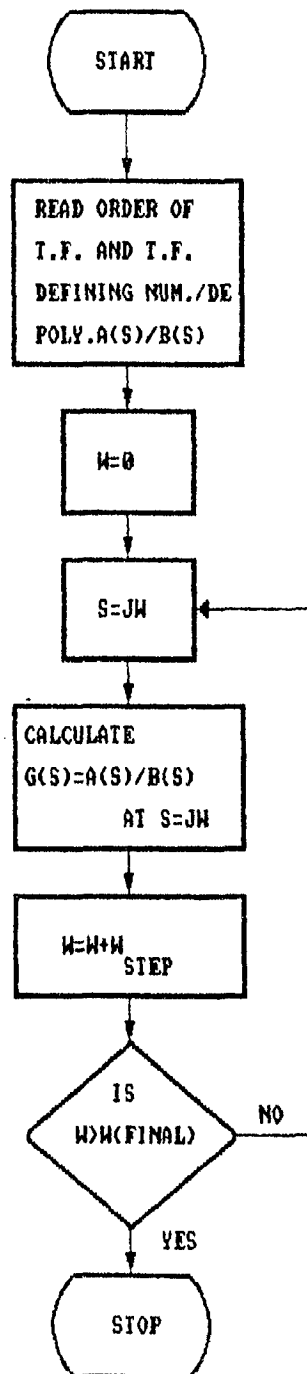 START
READ ORDER OF
T.F. AND T.F.
DEFINING NUM./DE
POLY.A(S)/B(S)
W=0
S=JW
CALCULATE
G(S)=A(S)/B(S)
AT S=JW
W=W+W
STEP
IS
W>W(FINAL)
NO
YES
STOP